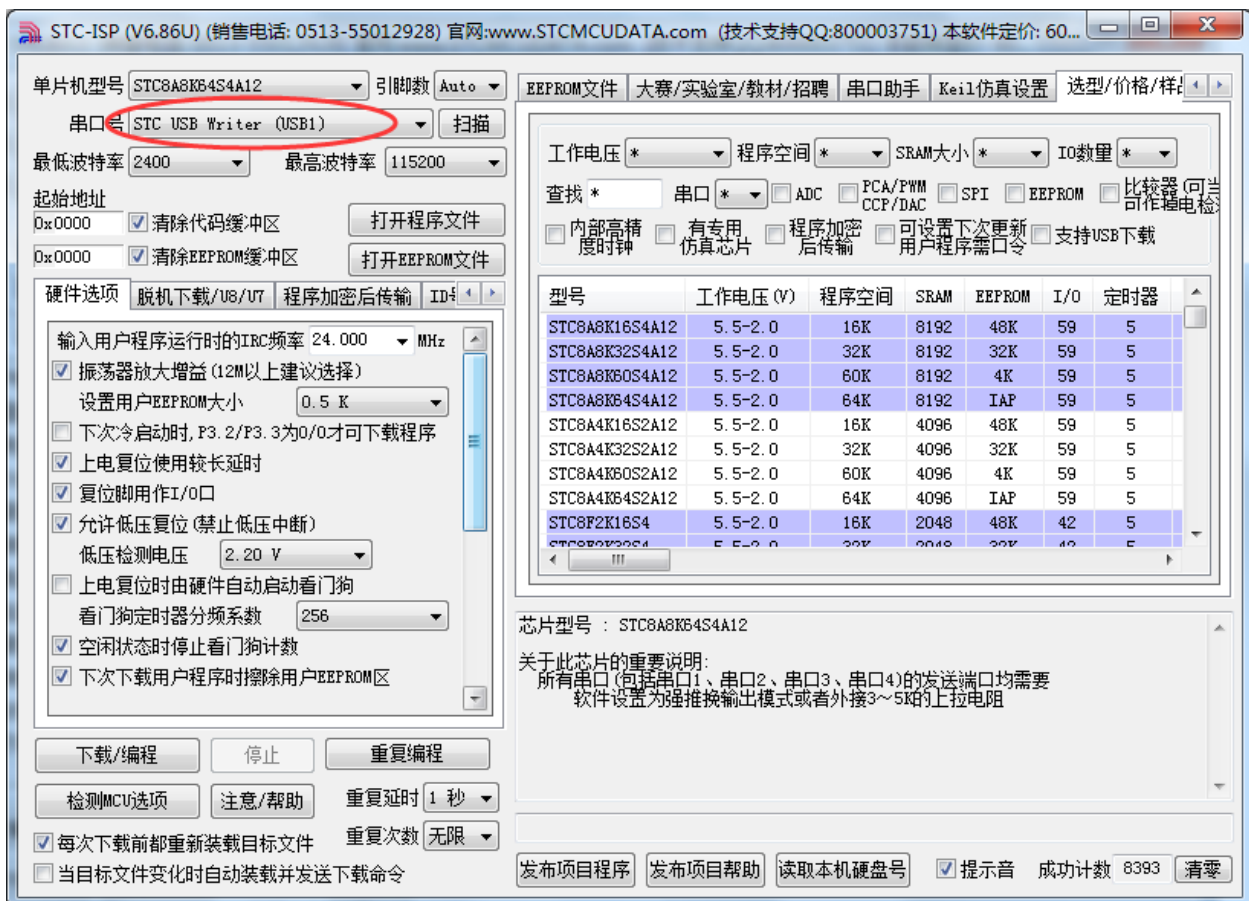 STC-ISP (V6.86U) (销售电话: 0513-55012928) 官网:www.STCMCUDATA.com (技术支持QQ:800003751) 本软件定价: 60...
单片机型号 STC8A8K64S4A12 引脚数 Auto
串口号 STC USB Writer (USB1) 扫描
最低波特率 2400 最高波特率 115200
起始地址
0x0000 清除代码缓冲区 打开程序文件
0x0000 清除EEPROM缓冲区 打开EEPROM文件
硬件选项 脱机下载/U8/U7 程序加密后传输
输入用户程序运行时的IRC频率 24.000 MHz
振荡器放大增益(12M以上建议选择)
设置用户EEPROM大小 0.5 K
下次冷启动时,P3.2/P3.3为0/0才可下载程序
上电复位使用较长延时
复位脚用作I/O口
允许低压复位(禁止低压中断)
低压检测电压 2.20 V
上电复位时由硬件自动启动看门狗
看门狗定时器分频系数 256
空闲状态时停止看门狗计数
下次下载用户程序时擦除用户EEPROM区
下载/编程 停止 重复编程
检测MCU选项 注意/帮助 重复延时 1 秒
每次下载前都重新装载目标文件 重复次数 无限
当目标文件变化时自动装载并发送下载命令
EEPROM文件 大赛/实验室/教材/招聘 串口助手 Keil仿真设置 选型/价格/样
工作电压 * 程序空间 * SRAM大小 * IO数量 *
查找 * 串口 * ADC PCA/PWM CCP/DAC SPI EEPROM 比较器(可当 可作掉电检
内部高精度时钟 有专用仿真芯片 程序加密后传输 可设置下次更新用户程序需口令 支持USB下载
型号 工作电压(V) 程序空间 SRAM EEPROM I/O 定时器
STC8A8K16S4A12 5.5-2.0 16K 8192 48K 59 5
STC8A8K32S4A12 5.5-2.0 32K 8192 32K 59 5
STC8A8K60S4A12 5.5-2.0 60K 8192 4K 59 5
STC8A8K64S4A12 5.5-2.0 64K 8192 IAP 59 5
STC8A4K16S2A12 5.5-2.0 16K 4096 48K 59 5
STC8A4K32S2A12 5.5-2.0 32K 4096 32K 59 5
STC8A4K60S2A12 5.5-2.0 60K 4096 4K 59 5
STC8A4K64S2A12 5.5-2.0 64K 4096 IAP 59 5
STC8F2K16S4 5.5-2.0 16K 2048 48K 42 5
STC8F2K32S4 5.5-2.0 32K 2048 32K 42 5
芯片型号 : STC8A8K64S4A12
关于此芯片的重要说明:
所有串口(包括串口1、串口2、串口3、串口4)的发送端口均需要
软件设置为强推挽输出模式或者外接3～5K的上拉电阻
发布项目程序 发布项目帮助 读取本机硬盘号 提示音 成功计数 8393 清零